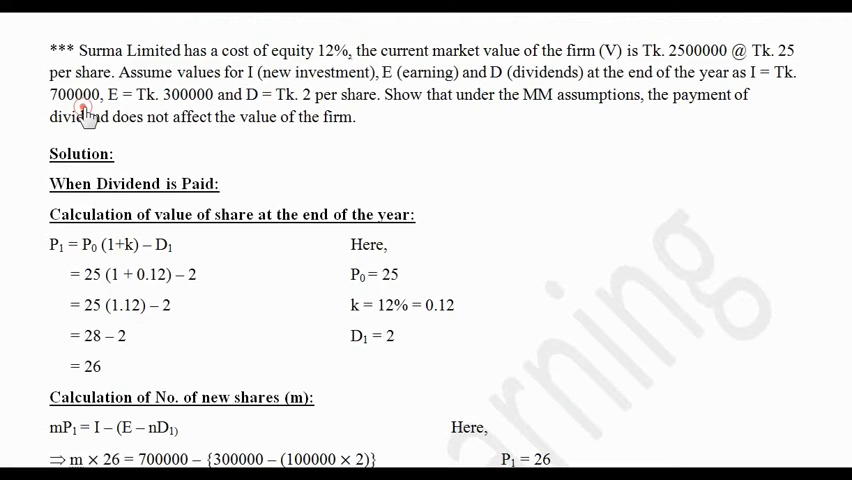 *** Surma Limited has a cost of equity 12%, the current market value of the firm (V) is Tk. 2500000 @ Tk. 25
per share. Assume values for I (new investment), E (earning) and D (dividends) at the end of the year as I = Tk.
700000, E = Tk. 300000 and D = Tk. 2 per share. Show that under the MM assumptions, the payment of
dividend does not affect the value of the firm.
Solution:
When Dividend is Paid:
Calculation of value of share at the end of the year:
P₁ = P₀ (1+k) – D₁ Here,
= 25 (1 + 0.12) – 2 P₀ = 25
= 25 (1.12) – 2 k = 12% = 0.12
= 28 – 2 D₁ = 2
= 26
Calculation of No. of new shares (m):
mP₁ = I – (E – nD₁) Here,
⇒ m × 26 = 700000 – {300000 – (100000 × 2)} P₁ = 26
arning